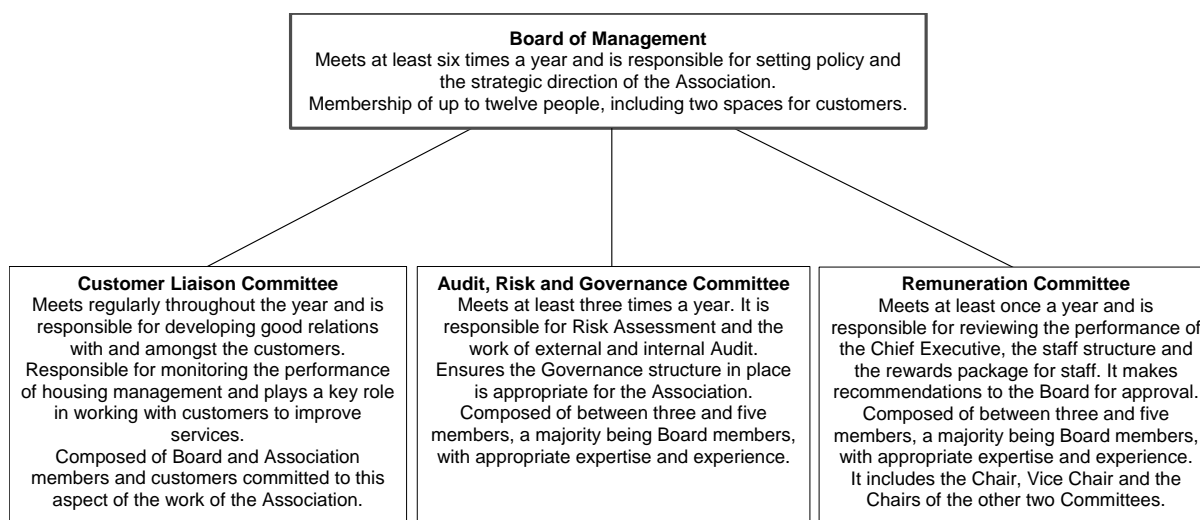 Board of Management
Meets at least six times a year and is responsible for setting policy and
the strategic direction of the Association.
Membership of up to twelve people, including two spaces for customers.
Customer Liaison Committee
Meets regularly throughout the year and is
responsible for developing good relations
with and amongst the customers.
Responsible for monitoring the performance
of housing management and plays a key role
in working with customers to improve
services.
Composed of Board and Association
members and customers committed to this
aspect of the work of the Association.
Audit, Risk and Governance Committee
Meets at least three times a year. It is
responsible for Risk Assessment and the
work of external and internal Audit.
Ensures the Governance structure in place
is appropriate for the Association.
Composed of between three and five
members, a majority being Board members,
with appropriate expertise and experience.
Remuneration Committee
Meets at least once a year and is
responsible for reviewing the performance of
the Chief Executive, the staff structure and
the rewards package for staff. It makes
recommendations to the Board for approval.
Composed of between three and five
members, a majority being Board members,
with appropriate expertise and experience.
It includes the Chair, Vice Chair and the
Chairs of the other two Committees.